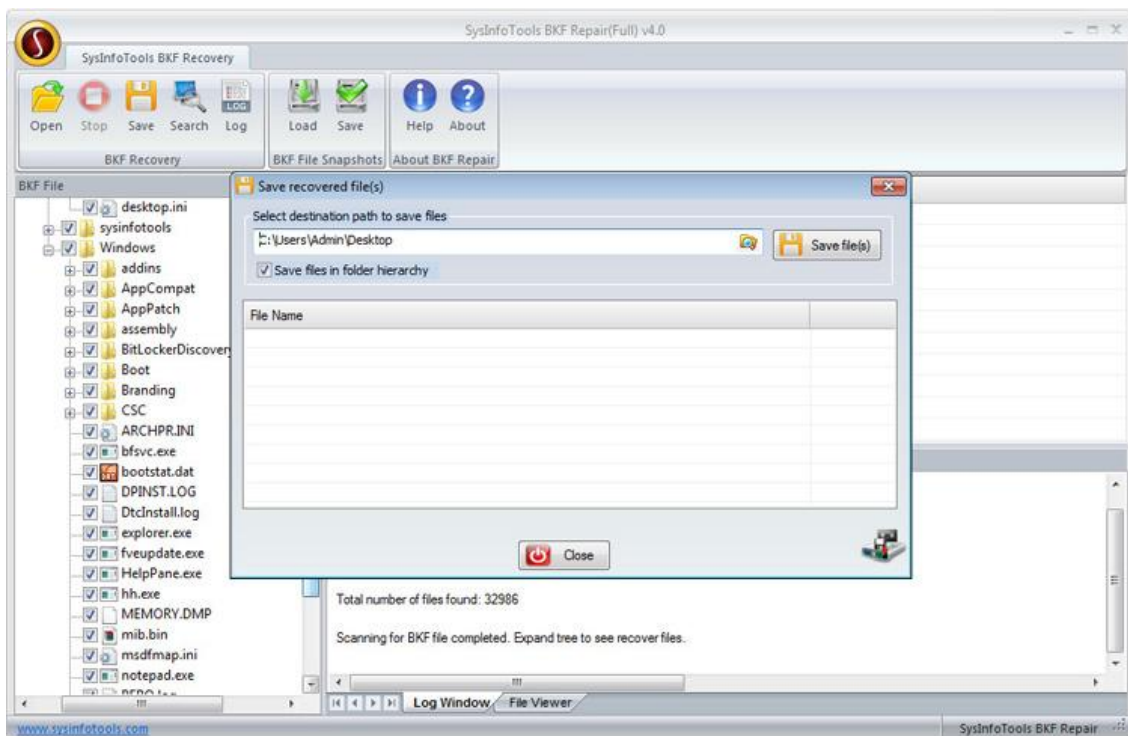 SysInfoTools BKF Repair(Full) v4.0
SysInfoTools BKF Recovery
Open
Stop
Save
Search
Log
LOG
Load
Save
Help
About
BKF Recovery
BKF File Snapshots
About BKF Repair
BKF File
desktop.ini
sysinfotools
Windows
addins
AppCompat
AppPatch
assembly
BitLockerDiscover
Boot
Branding
CSC
ARCHPR.INI
bfsvc.exe
bootstat.dat
DPINST.LOG
DtcInstall.log
explorer.exe
fveupdate.exe
HelpPane.exe
hh.exe
MEMORY.DMP
mib.bin
msdfmap.ini
notepad.exe
Save recovered file(s)
Select destination path to save files
C:\Users\Admin\Desktop
Save file(s)
Save files in folder hierarchy
File Name
Close
Total number of files found: 32986
Scanning for BKF file completed. Expand tree to see recover files.
Log Window
File Viewer
www.sysinfotools.com
SysInfoTools BKF Repair